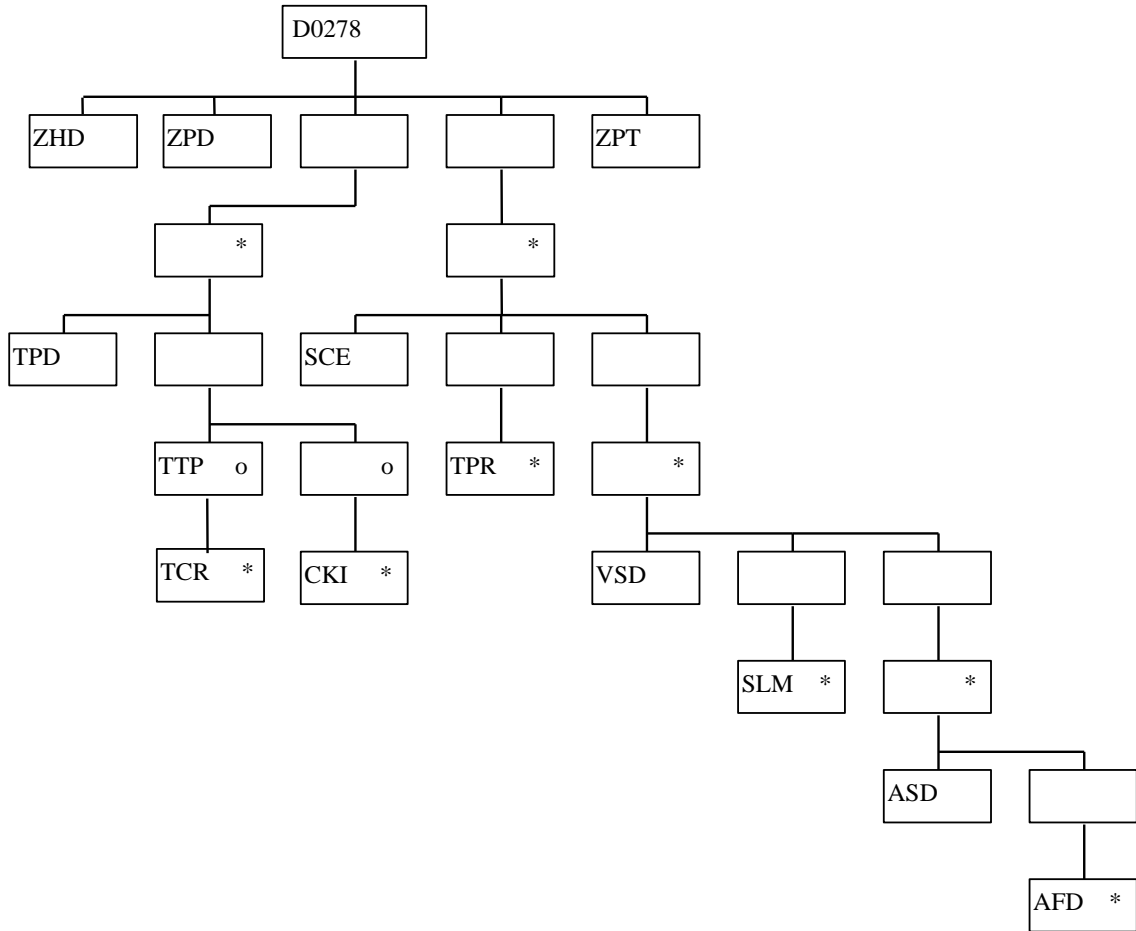 D0278
ZHD
ZPD
ZPT
*
*
TPD
SCE
TTP o
o
TPR *
*
TCR *
CKI *
VSD
SLM *
*
ASD
AFD *